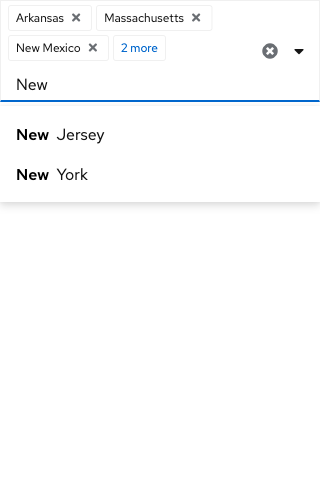 Arkansas Massachusetts
New Mexico 2 more
New
New Jersey
New York